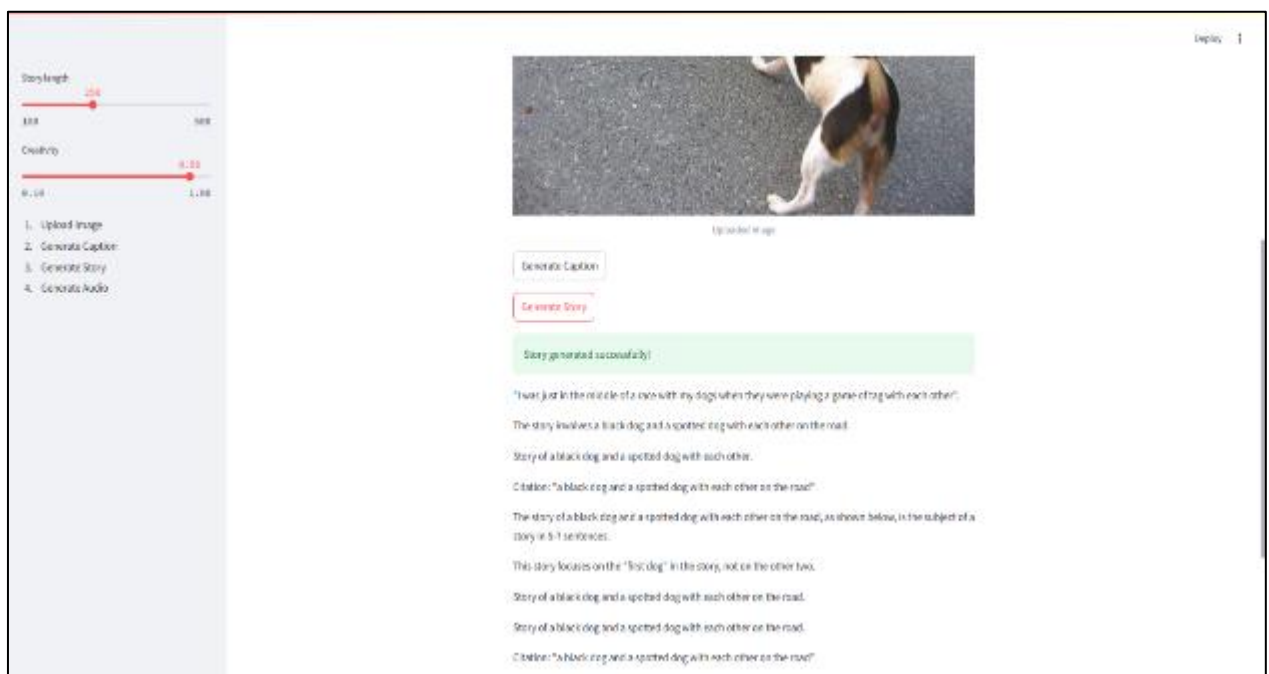 Deploy
Story length
100
500
Creativity
0.10
1.00
1. Upload Image
2. Generate Caption
3. Generate Story
4. Generate Audio
Uploaded Image
Generate Caption
Generate Story
Story generated successfully!
"I was just in the middle of a race with my dogs when they were playing a game of tag with each other".
The story involves a black dog and a spotted dog with each other on the road.
Story of a black dog and a spotted dog with each other.
Citation: "a black dog and a spotted dog with each other on the road"
The story of a black dog and a spotted dog with each other on the road, as shown below, is the subject of a
story in 5-7 sentences.
This story focuses on the "first dog" in the story, not on the other two.
Story of a black dog and a spotted dog with each other on the road.
Story of a black dog and a spotted dog with each other on the road.
Citation: "a black dog and a spotted dog with each other on the road"